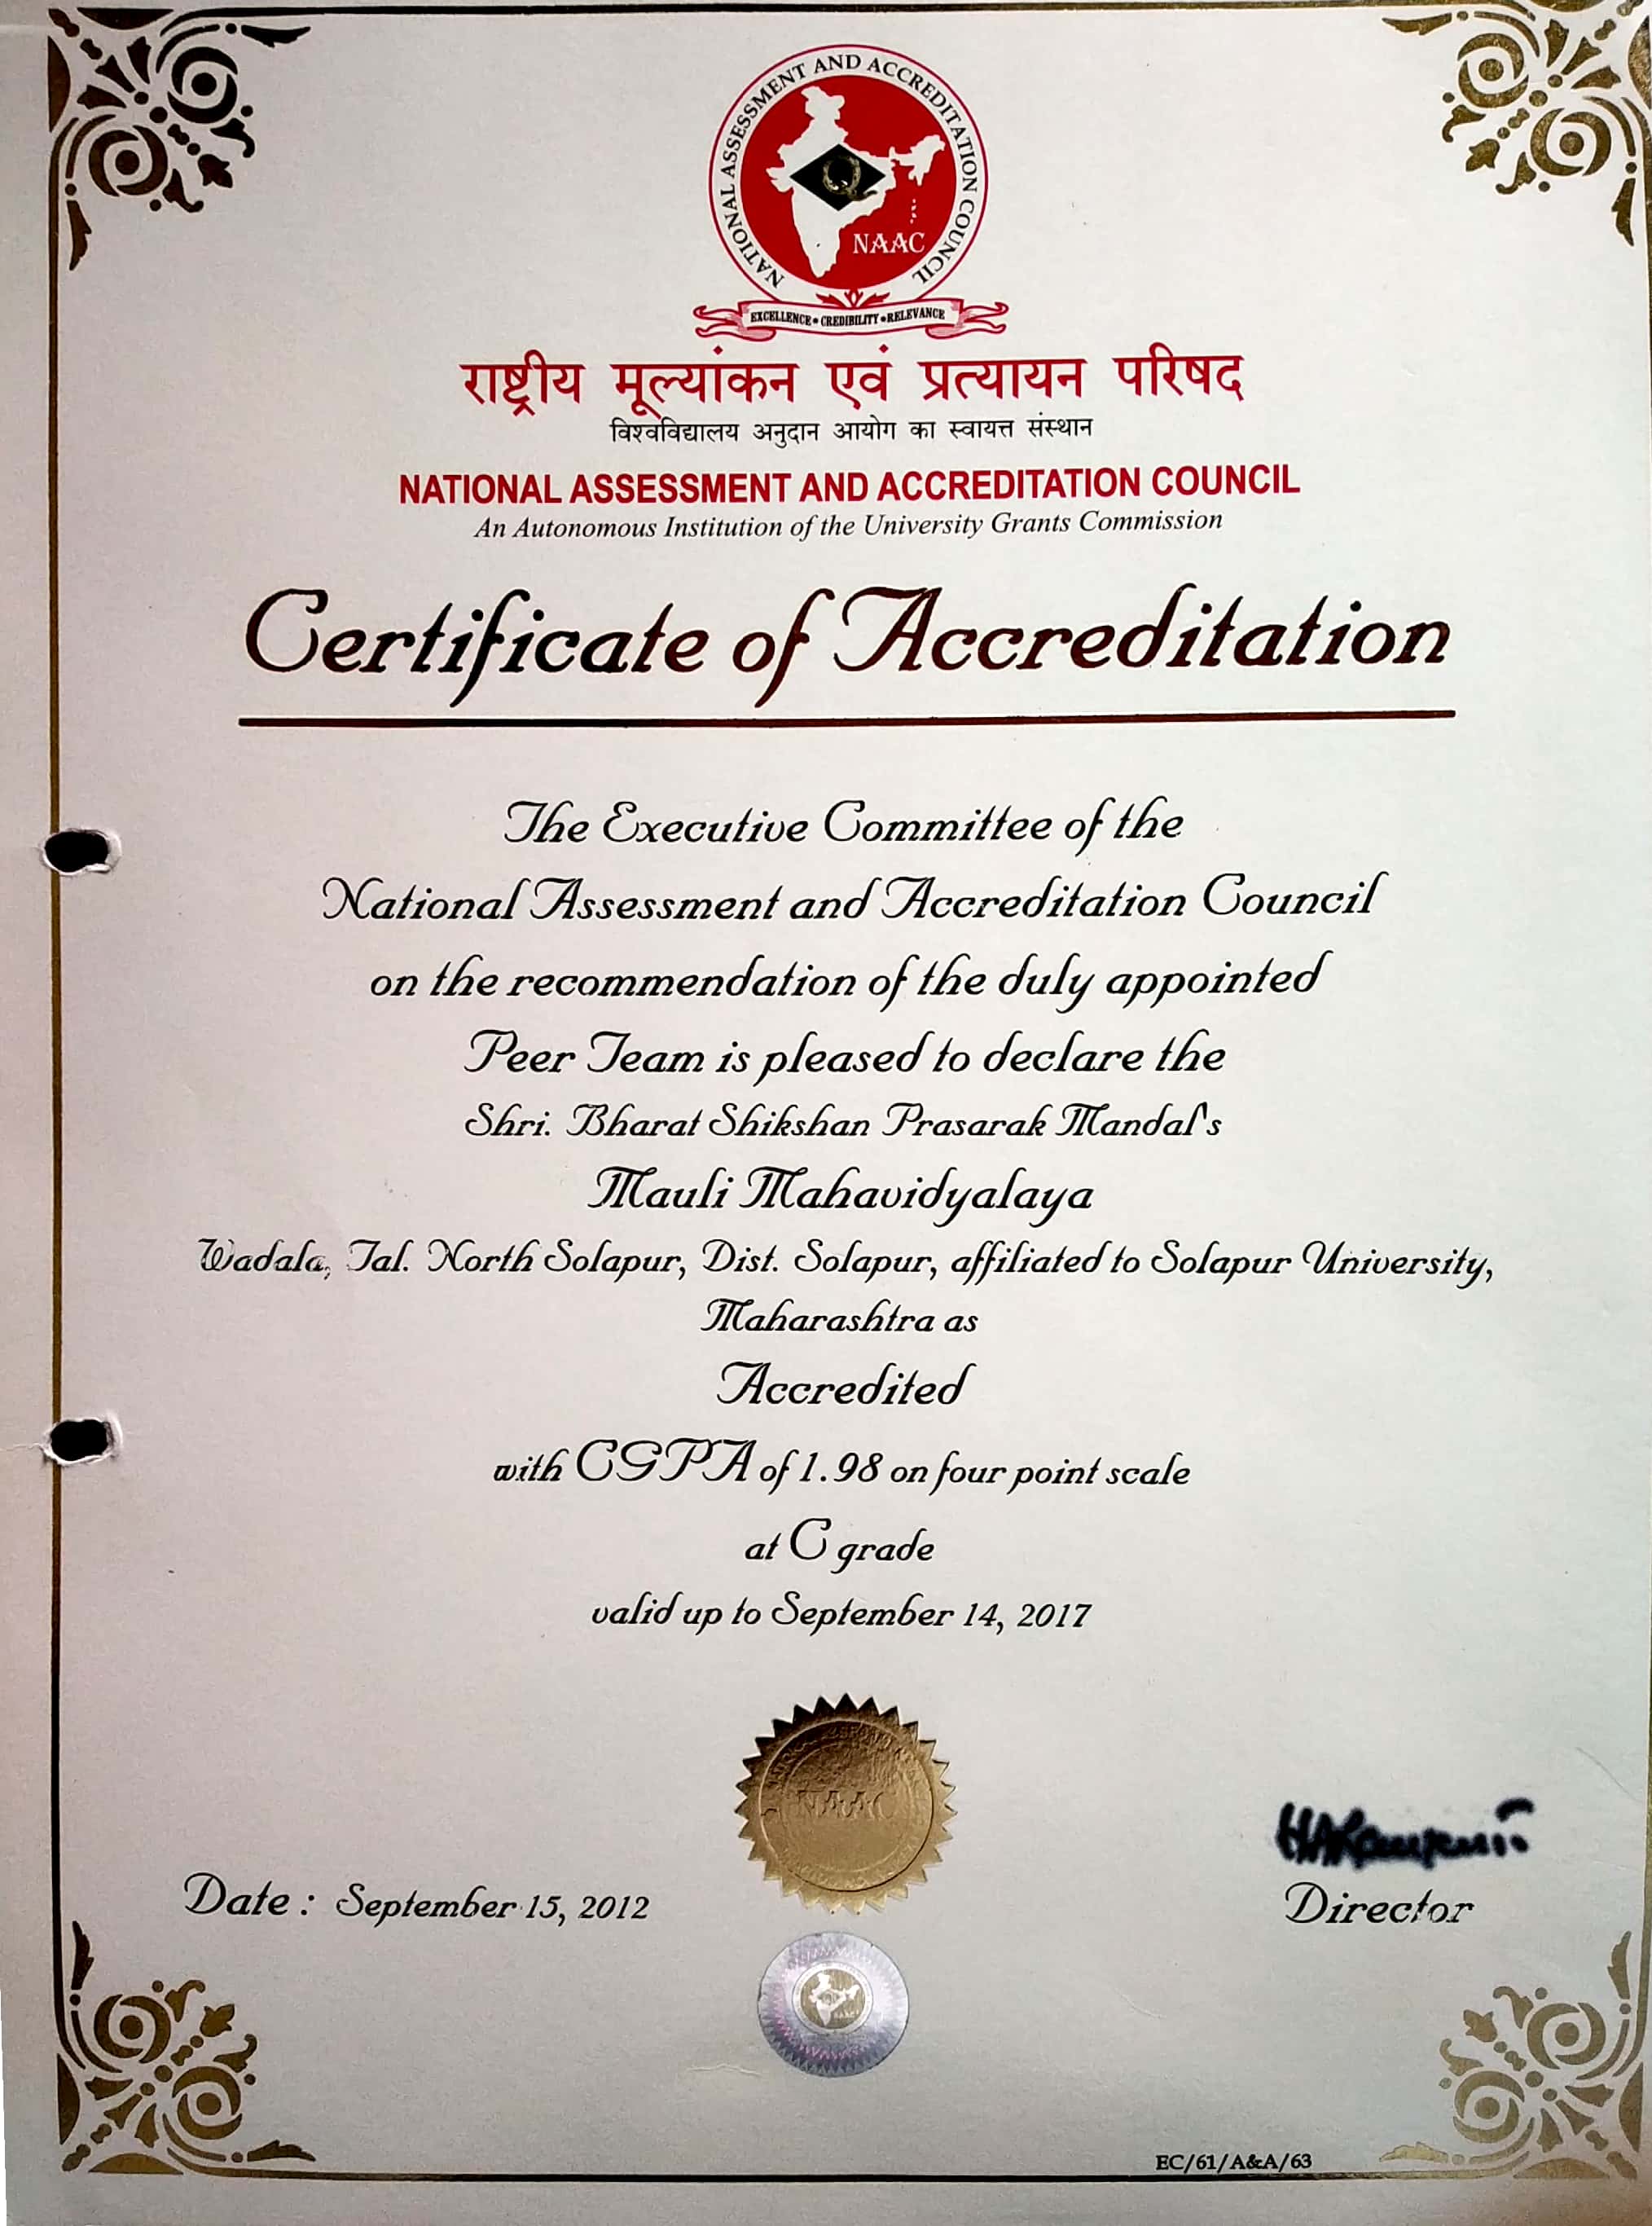 NATIONAL ASSESSMENT AND ACCREDITATION COUNCIL
Q
NAAC
EXCELLENCE • CREDIBILITY • RELEVANCE
राष्ट्रीय मूल्यांकन एवं प्रत्यायन परिषद
विश्वविद्यालय अनुदान आयोग का स्वायत्त संस्थान
NATIONAL ASSESSMENT AND ACCREDITATION COUNCIL
An Autonomous Institution of the University Grants Commission
Certificate of Accreditation
The Executive Committee of the
National Assessment and Accreditation Council
on the recommendation of the duly appointed
Peer Team is pleased to declare the
Shri. Bharat Shikshan Prasarak Mandal's
Mauli Mahavidyalaya
Wadala, Tal. North Solapur, Dist. Solapur, affiliated to Solapur University,
Maharashtra as
Accredited
with CGPA of 1.98 on four point scale
at C grade
valid up to September 14, 2017
NAAC
Date : September 15, 2012
Director
EC/61/A&A/63